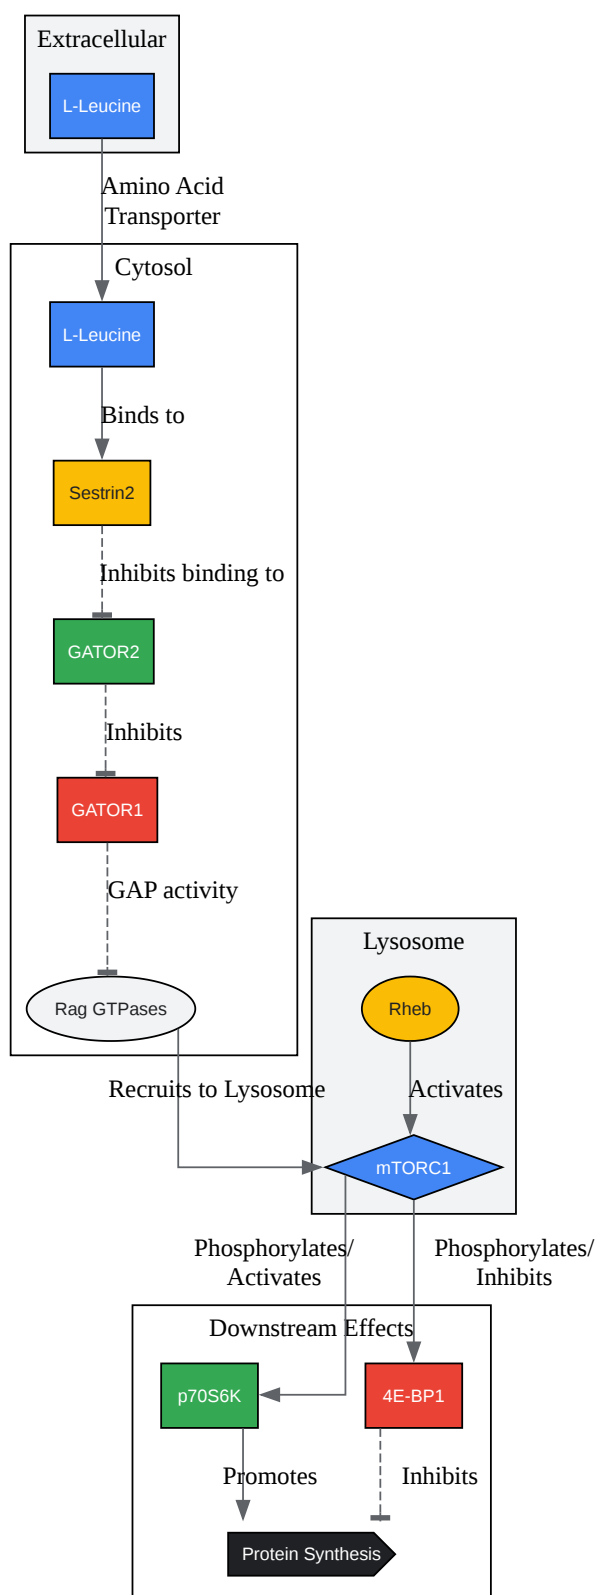 Extracellular
L-Leucine
Amino Acid
Transporter
Cytosol
L-Leucine
Binds to
Sestrin2
Inhibits binding to
GATOR2
Inhibits
GATOR1
GAP activity
Lysosome
Rag GTPases
Rheb
Recruits to Lysosome
Activates
mTORC1
Phosphorylates/
Activates
Phosphorylates/
Inhibits
Downstream Effects
p70S6K
4E-BP1
Promotes
Inhibits
Protein Synthesis